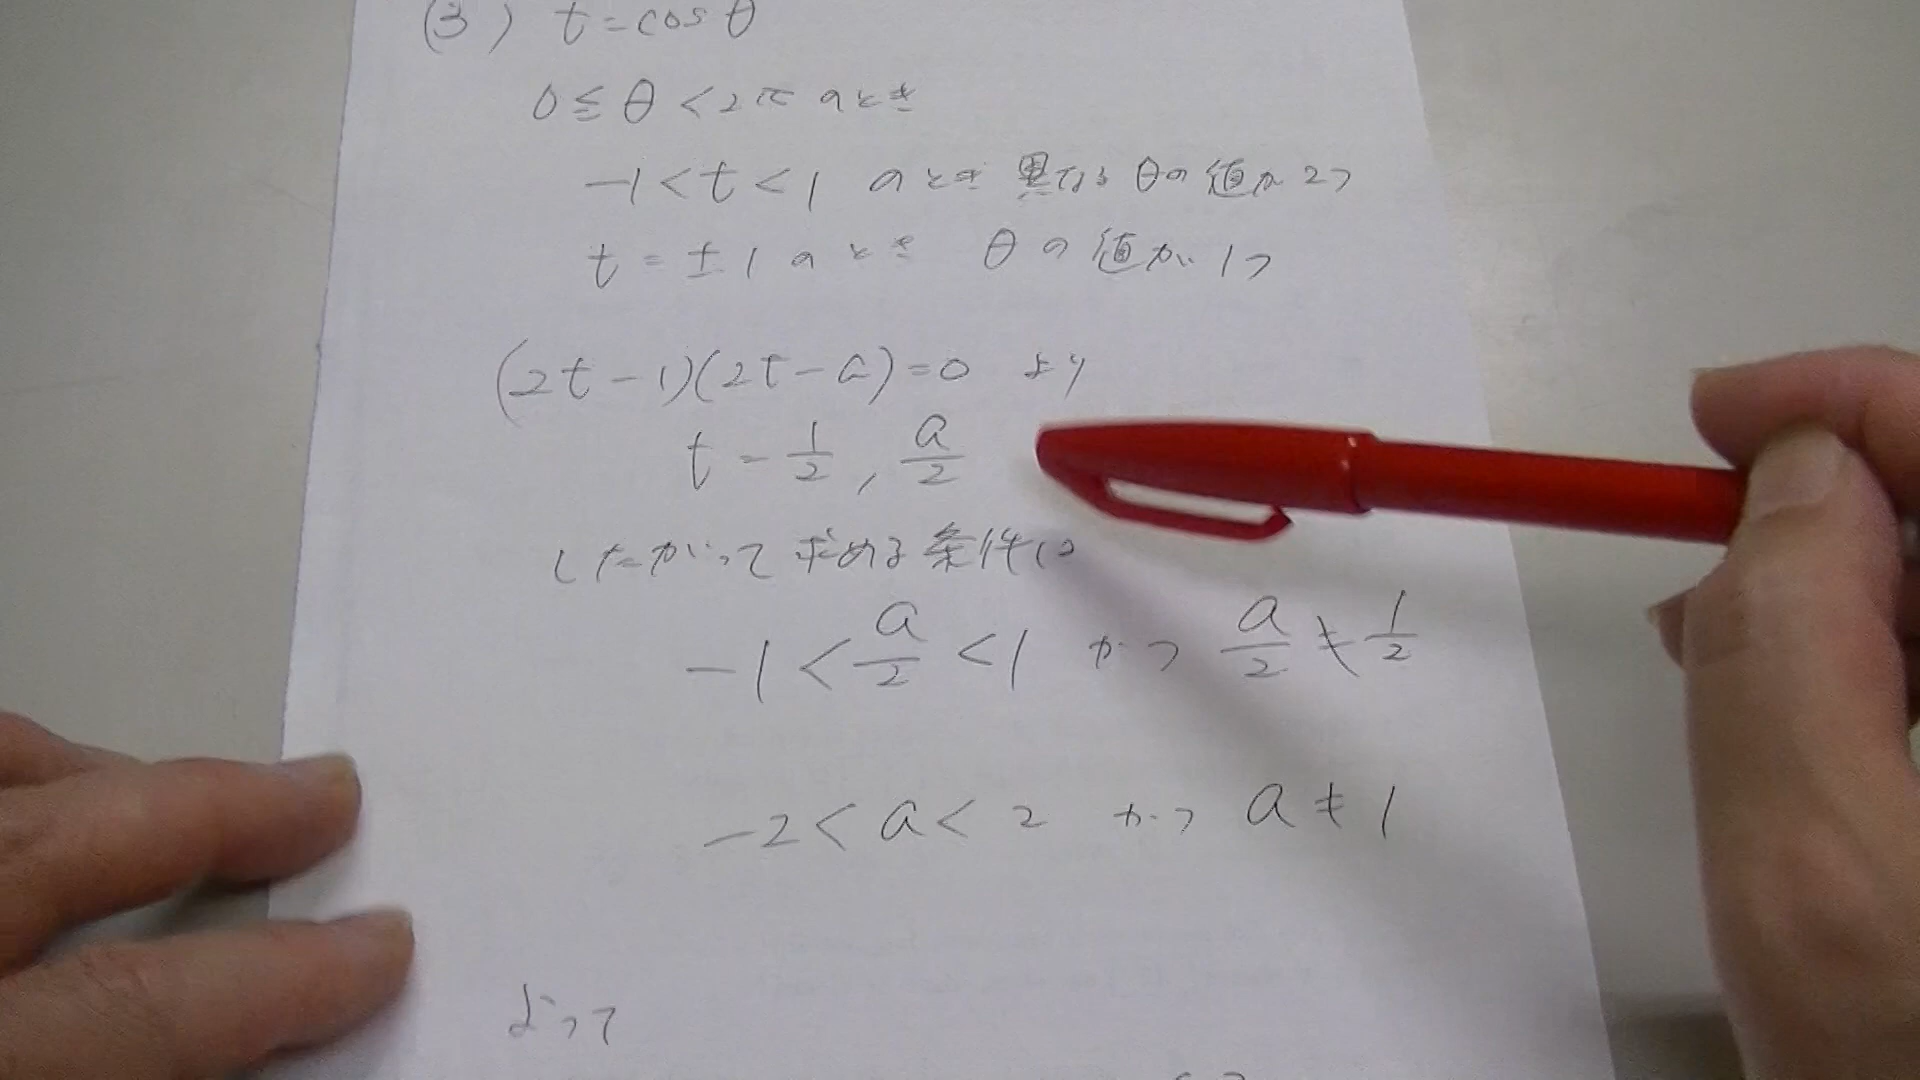 (3) t=cosθ
0≦θ<2πのとき
-1<t<1のとき 異なるθの値が2つ
t=±1のとき θの値が1つ
(2t-1)(2t-a)=0 より
t=1/2, a/2
したがって求める条件は
-1<a/2<1 かつ a/2≠1/2
-2<a<2 かつ a≠1
よって